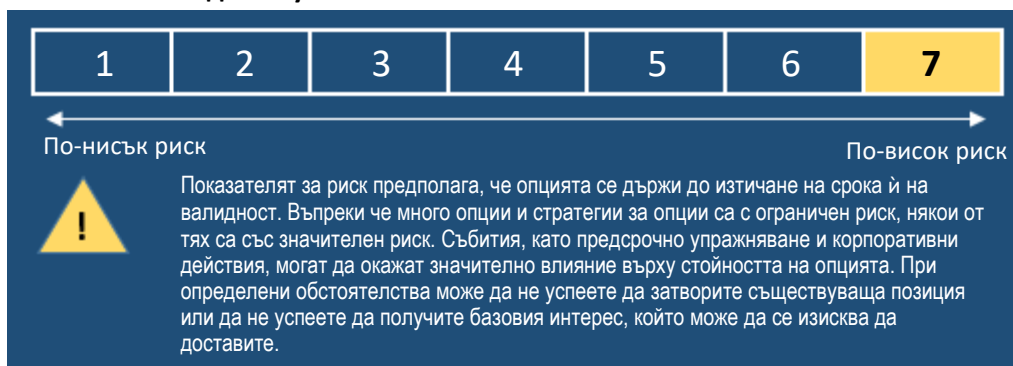 1 2 3 4 5 6 7
По-нисък риск По-висок риск
Показателят за риск предполага, че опцията се държи до изтичане на срока ѝ на
валидност. Въпреки че много опции и стратегии за опции са с ограничен риск, някои от
тях са със значителен риск. Събития, като предсрочно упражняване и корпоративни
действия, могат да окажат значително влияние върху стойността на опцията. При
определени обстоятелства може да не успеете да затворите съществуваща позиция
или да не успеете да получите базовия интерес, който може да се изисква да
доставите.
!